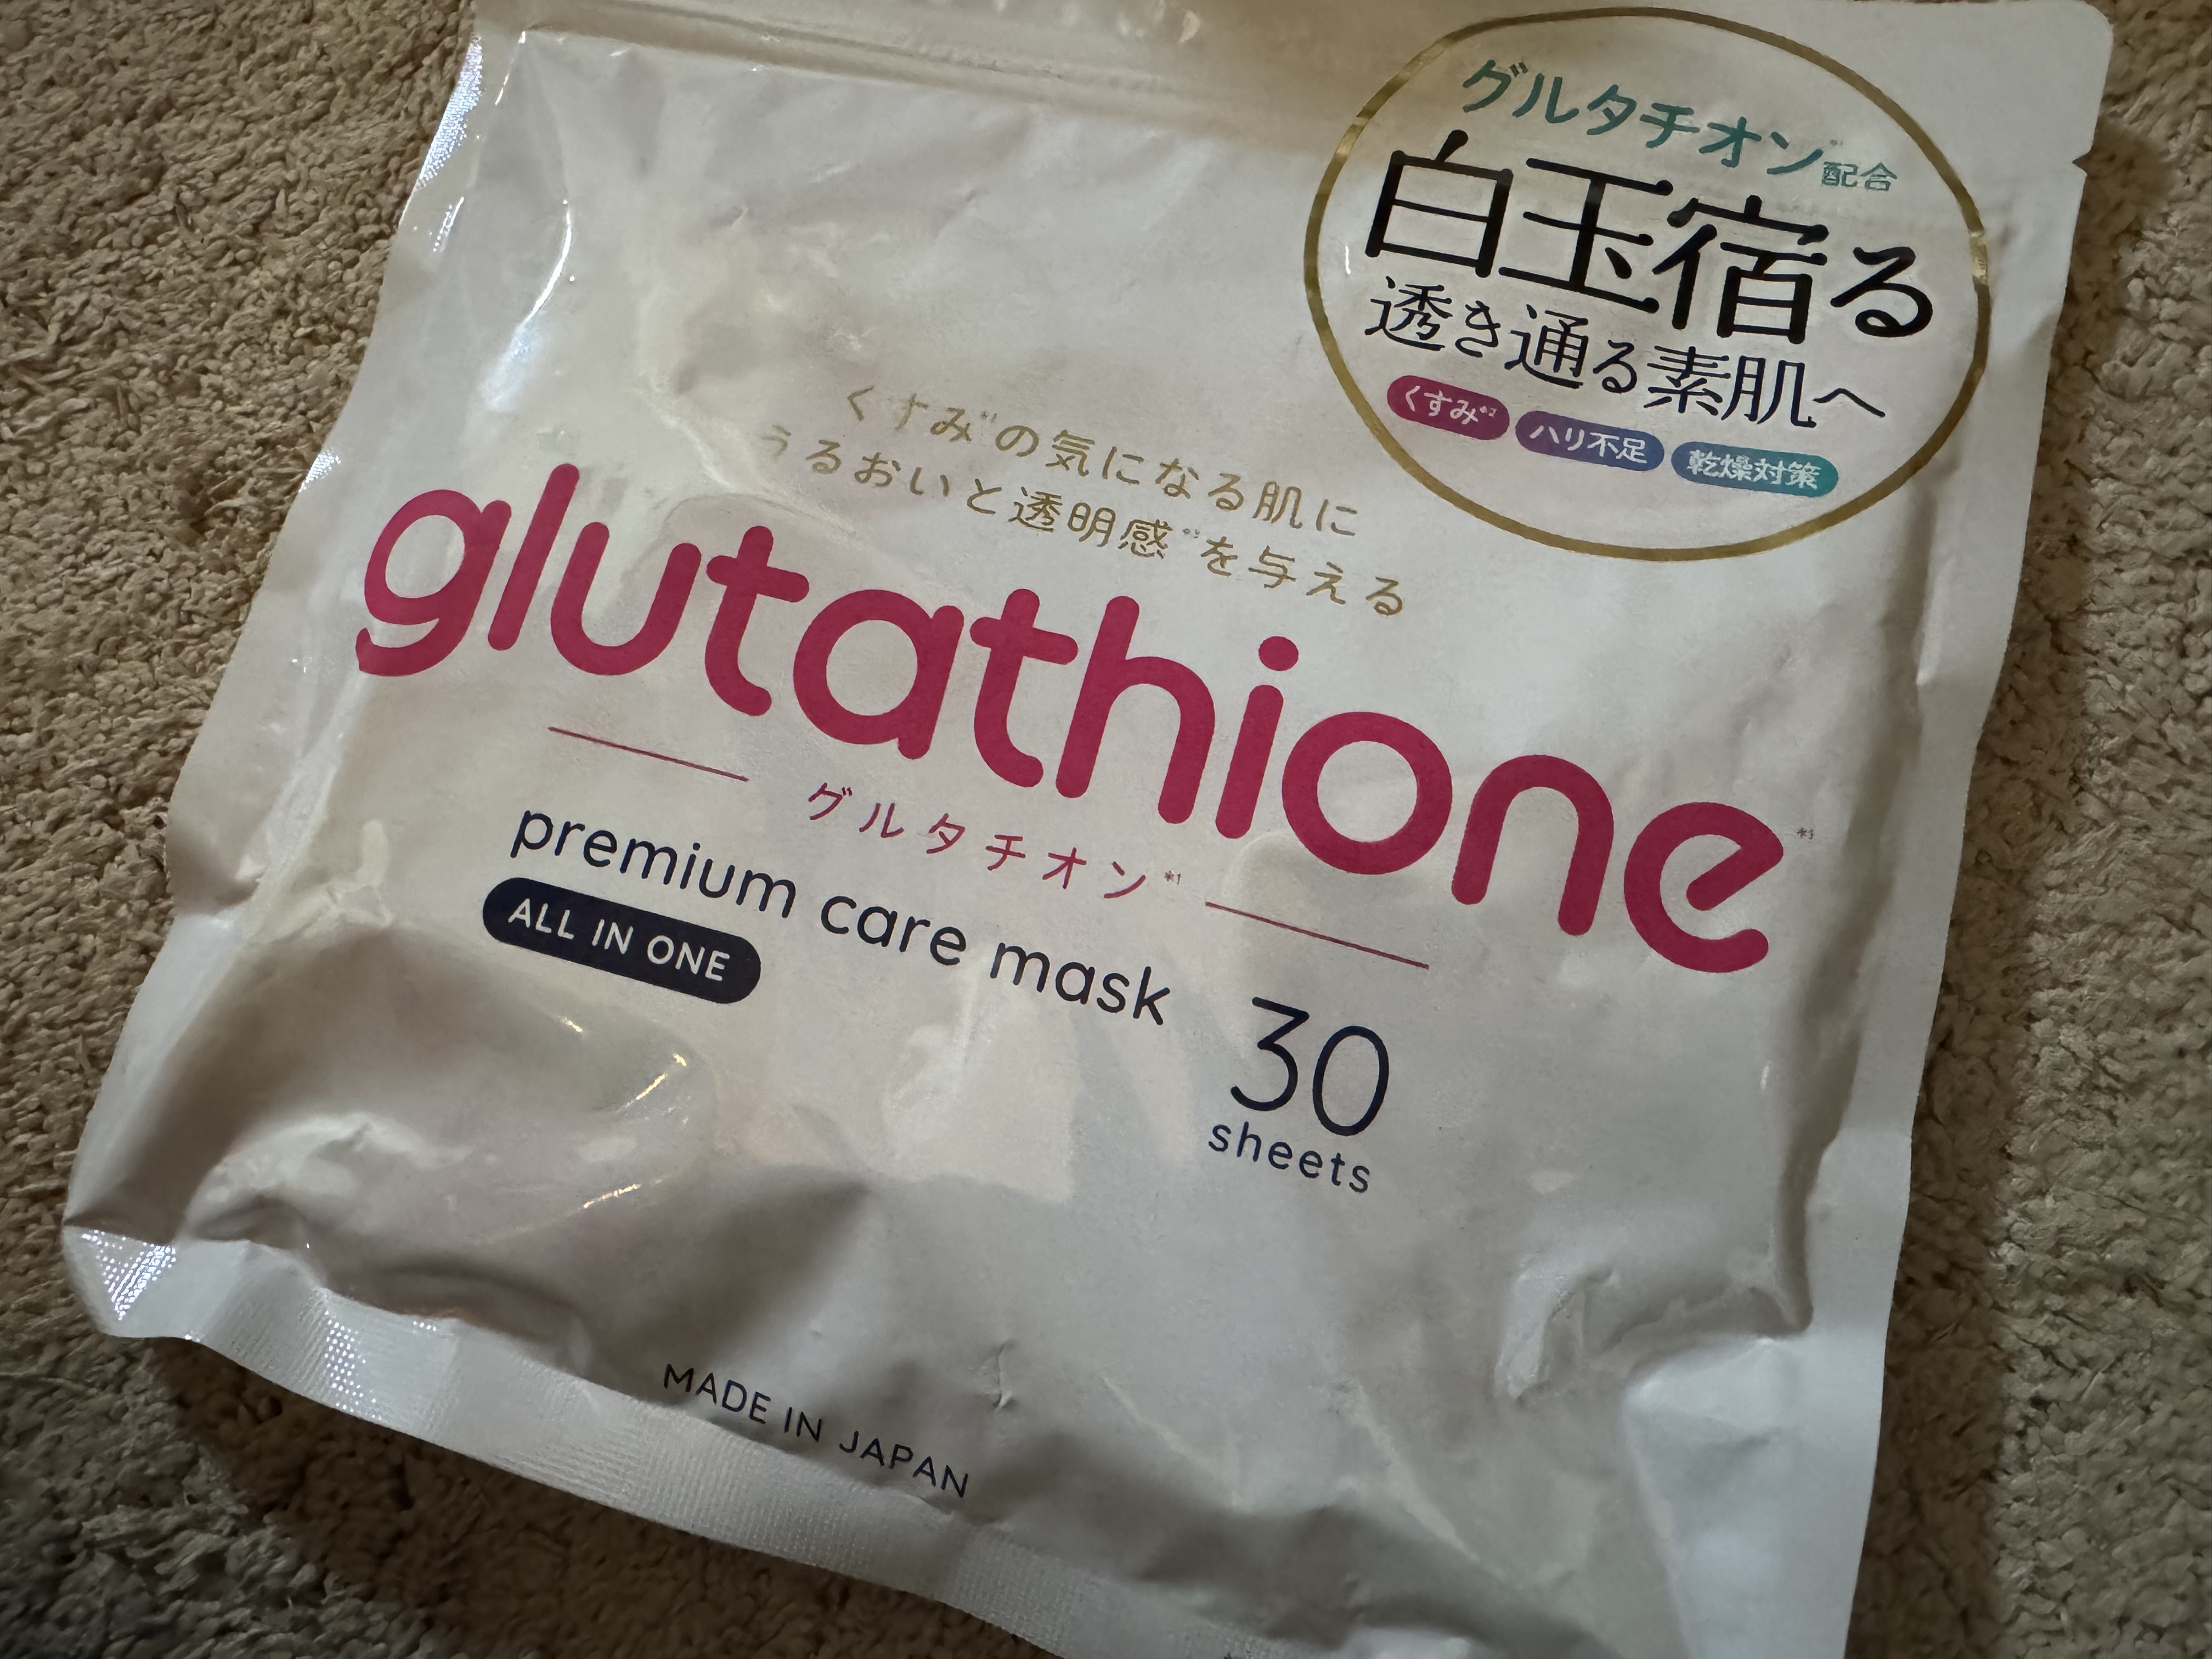 グルタチオン配合
白玉宿る
透き通る素肌へ
くすみ※2 ハリ不足 乾燥対策
くすみの気になる肌に
うるおいと透明感を与える
glutathione
グルタチオン※1
premium care mask
ALL IN ONE
30
sheets
MADE IN JAPAN